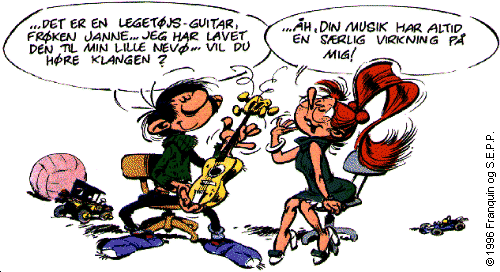 ...DET ER EN LEGETØJS-GUITAR,
FRØKEN JANNE... JEG HAR LAVET
DEN TIL MIN LILLE NEVØ... VIL DU
HØRE KLANGEN ?
...ÅH, DIN MUSIK HAR ALTID
EN SÆRLIG VIRKNING PÅ
MIG!
© 1996 Franquin og S.E.P.P.